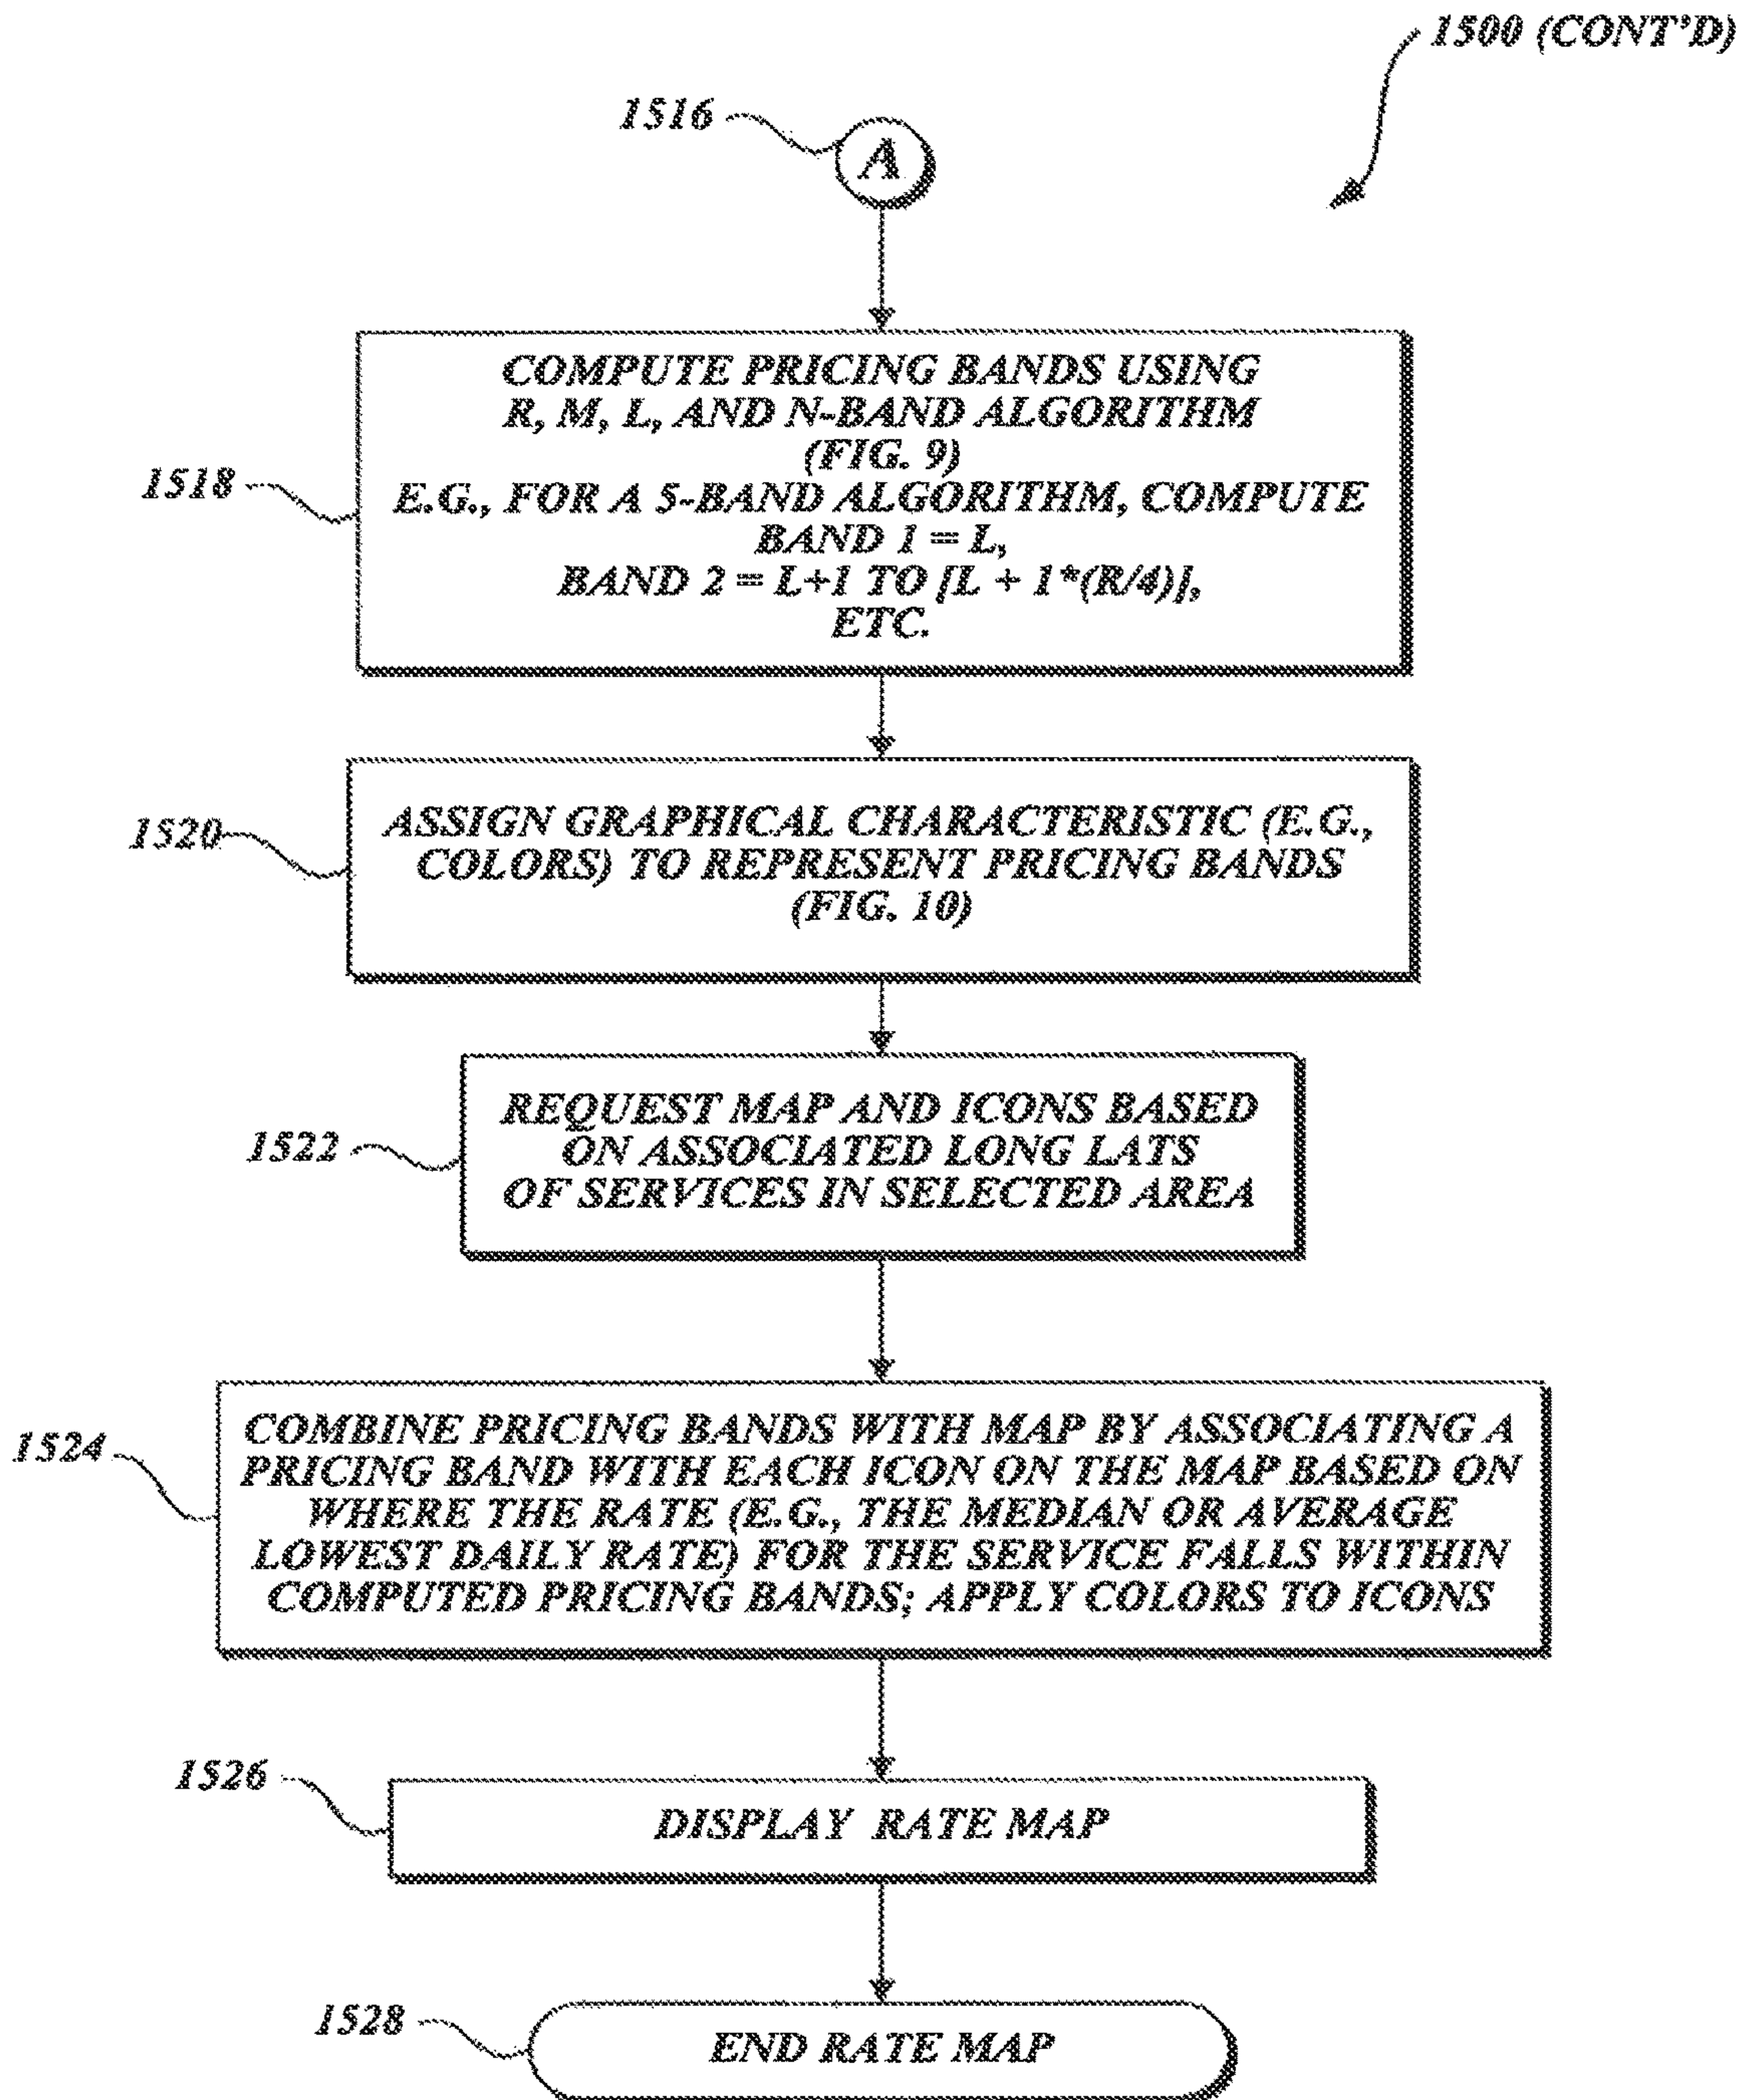 1500 (CONT'D)
1516
A
COMPUTE PRICING BANDS USING
R, M, L, AND N-BAND ALGORITHM
(FIG. 9)
1518
E.G., FOR A 5-BAND ALGORITHM, COMPUTE
BAND 1 = L,
BAND 2 = L+1 TO [L + 1*(R/4)],
ETC.
1520
ASSIGN GRAPHICAL CHARACTERISTIC (E.G.,
COLORS) TO REPRESENT PRICING BANDS
(FIG. 10)
1522
REQUEST MAP AND ICONS BASED
ON ASSOCIATED LONG LATS
OF SERVICES IN SELECTED AREA
1524
COMBINE PRICING BANDS WITH MAP BY ASSOCIATING A
PRICING BAND WITH EACH ICON ON THE MAP BASED ON
WHERE THE RATE (E.G., THE MEDIAN OR AVERAGE
LOWEST DAILY RATE) FOR THE SERVICE FALLS WITHIN
COMPUTED PRICING BANDS; APPLY COLORS TO ICONS
1526
DISPLAY RATE MAP
1528
END RATE MAP